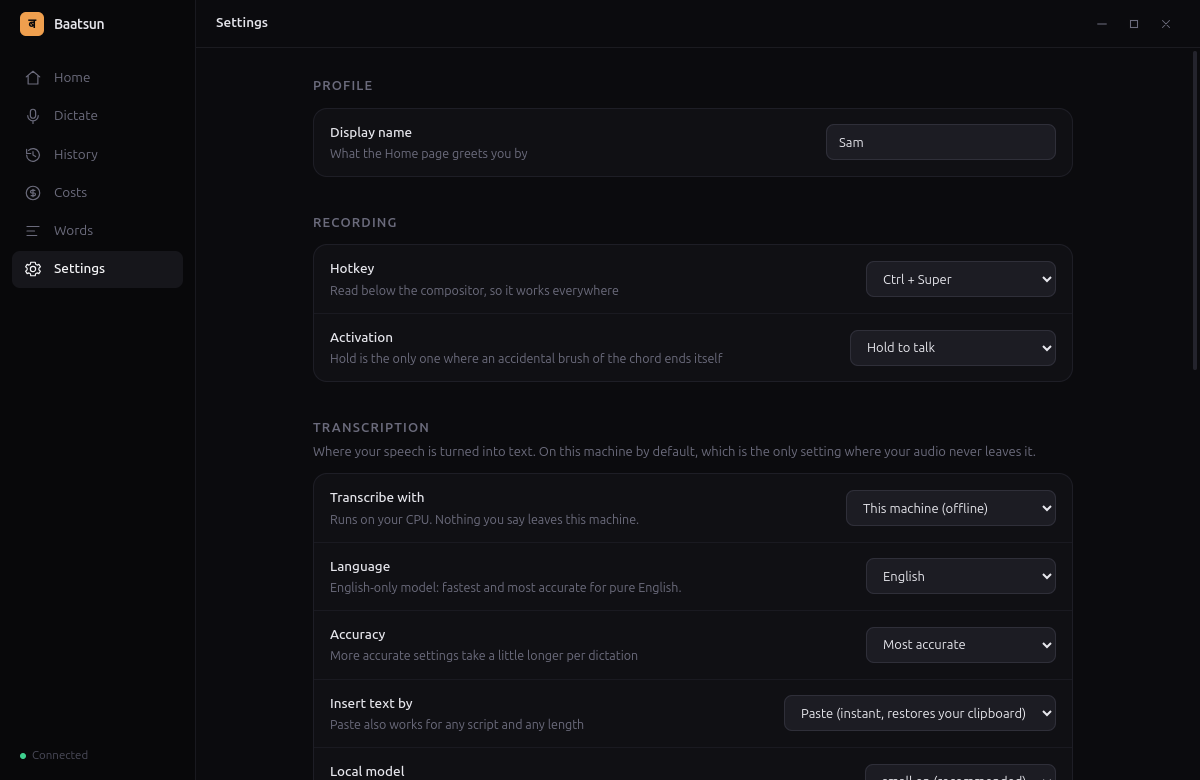 ब Baatsun
Settings
Home
Dictate
History
Costs
Words
Settings
Connected
PROFILE
Display name
What the Home page greets you by
Sam
RECORDING
Hotkey
Read below the compositor, so it works everywhere
Ctrl + Super
Activation
Hold is the only one where an accidental brush of the chord ends itself
Hold to talk
TRANSCRIPTION
Where your speech is turned into text. On this machine by default, which is the only setting where your audio never leaves it.
Transcribe with
Runs on your CPU. Nothing you say leaves this machine.
This machine (offline)
Language
English-only model: fastest and most accurate for pure English.
English
Accuracy
More accurate settings take a little longer per dictation
Most accurate
Insert text by
Paste also works for any script and any length
Paste (instant, restores your clipboard)
Local model
small.en (recommended)